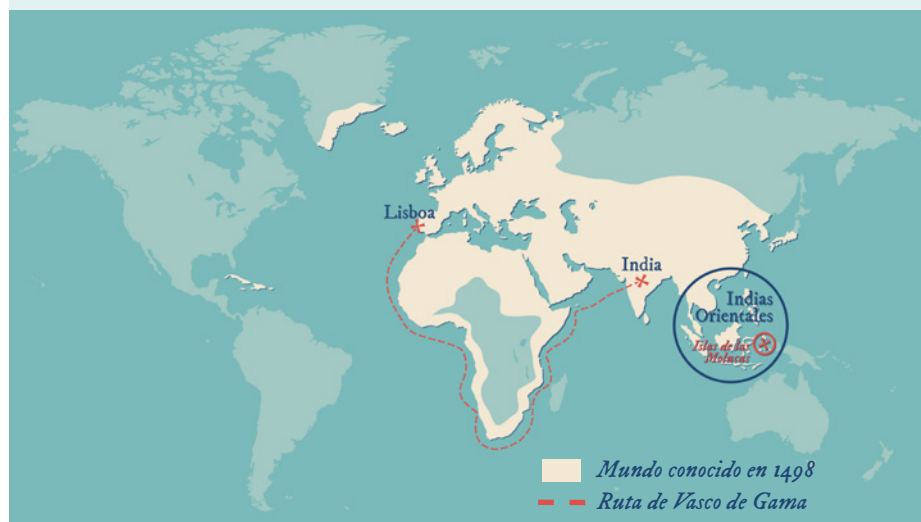 Lisboa
India
Indias
Orientales
Islas de las
Molucas
Mundo conocido en 1498
Ruta de Vasco de Gama